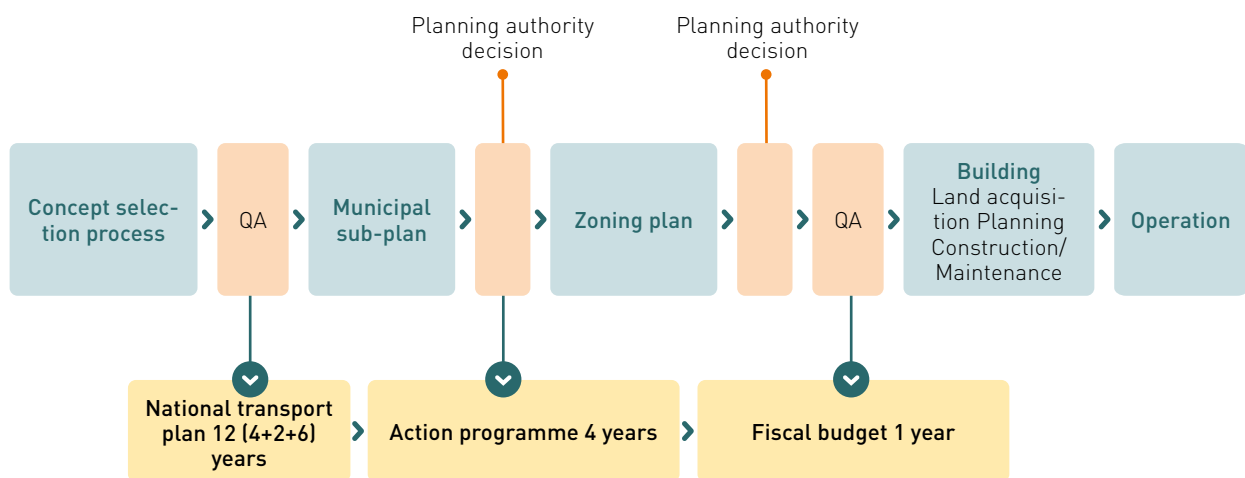 Planning authority
decision
Planning authority
decision
Concept selec-
tion process
QA
Municipal
sub-plan
Zoning plan
QA
Building
Land acquisi-
tion Planning
Construction/
Maintenance
Operation
National transport
plan 12 (4+2+6)
years
Action programme 4 years
Fiscal budget 1 year